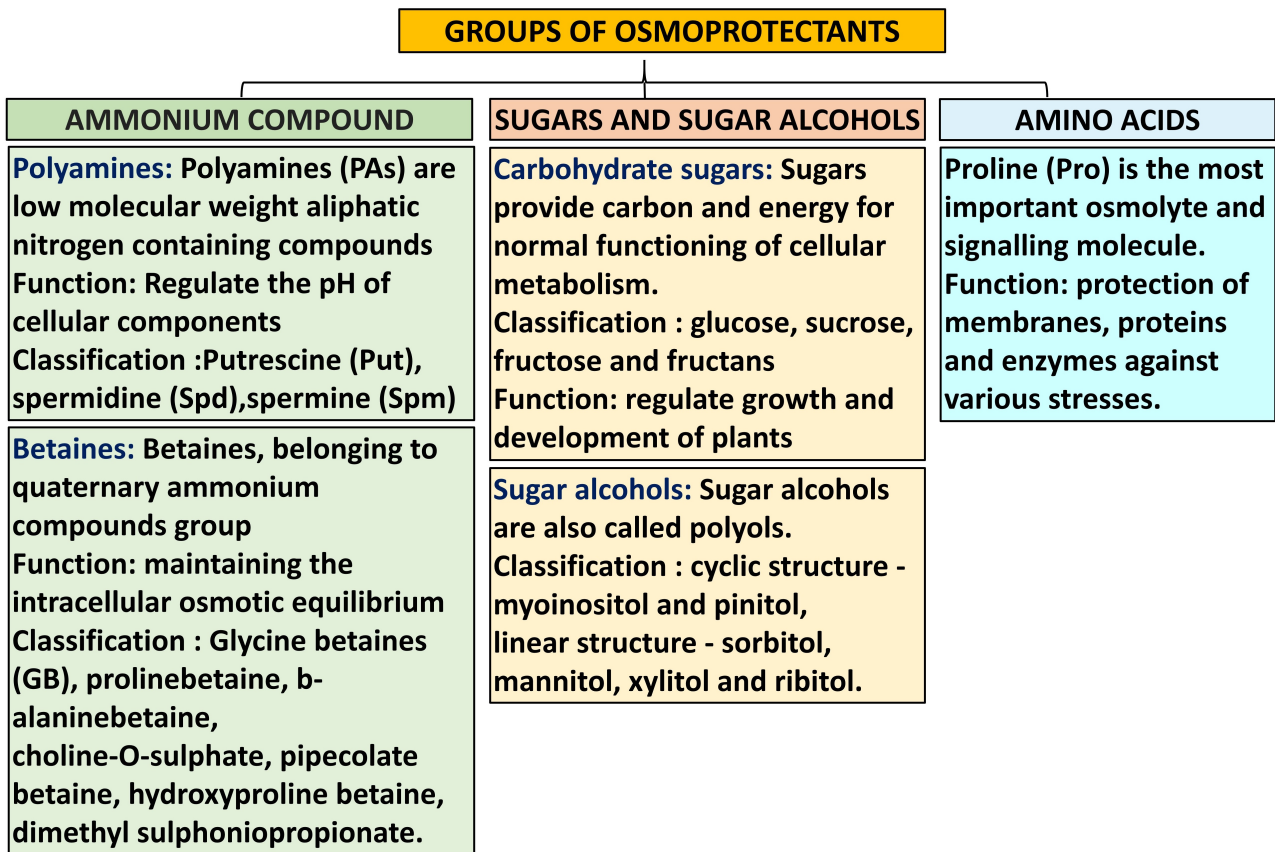 GROUPS OF OSMOPROTECTANTS
AMMONIUM COMPOUND
Polyamines: Polyamines (PAs) are
low molecular weight aliphatic
nitrogen containing compounds
Function: Regulate the pH of
cellular components
Classification :Putrescine (Put),
spermidine (Spd),spermine (Spm)
Betaines: Betaines, belonging to
quaternary ammonium
compounds group
Function: maintaining the
intracellular osmotic equilibrium
Classification : Glycine betaines
(GB), prolinebetaine, b-
alaninebetaine,
choline-O-sulphate, pipecolate
betaine, hydroxyproline betaine,
dimethyl sulphoniopropionate.
SUGARS AND SUGAR ALCOHOLS
Carbohydrate sugars: Sugars
provide carbon and energy for
normal functioning of cellular
metabolism.
Classification : glucose, sucrose,
fructose and fructans
Function: regulate growth and
development of plants
Sugar alcohols: Sugar alcohols
are also called polyols.
Classification : cyclic structure -
myoinositol and pinitol,
linear structure - sorbitol,
mannitol, xylitol and ribitol.
AMINO ACIDS
Proline (Pro) is the most
important osmolyte and
signalling molecule.
Function: protection of
membranes, proteins
and enzymes against
various stresses.